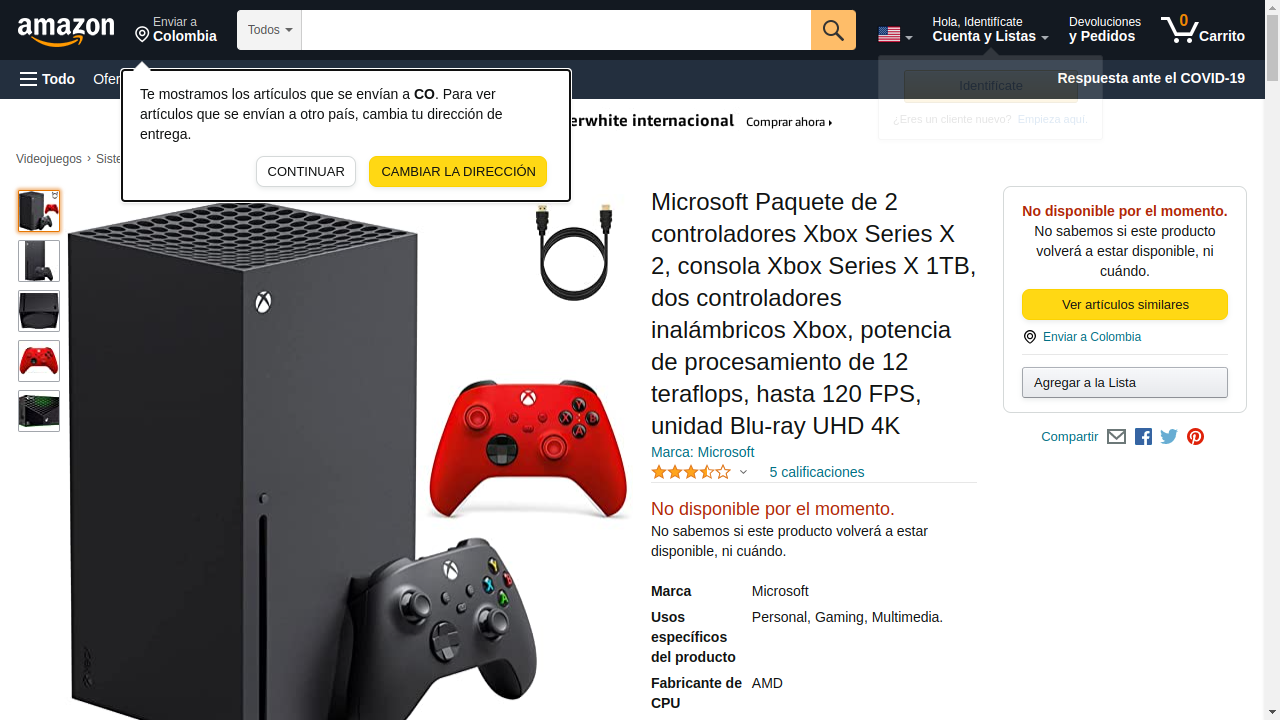 amazon
Enviar a
Colombia
Todos
Hola, Identifícate
Cuenta y Listas
Devoluciones
y Pedidos
0
Carrito
Todo
Ofer
Respuesta ante el COVID-19
Identifícate
¿Eres un cliente nuevo? Empieza aquí.
Te mostramos los artículos que se envían a CO. Para ver
artículos que se envían a otro país, cambia tu dirección de
entrega.
CONTINUAR
CAMBIAR LA DIRECCIÓN
erwhite internacional
Comprar ahora
Videojuegos › Siste
Microsoft Paquete de 2
controladores Xbox Series X
2, consola Xbox Series X 1TB,
dos controladores
inalámbricos Xbox, potencia
de procesamiento de 12
teraflops, hasta 120 FPS,
unidad Blu-ray UHD 4K
Marca: Microsoft
5 calificaciones
No disponible por el momento.
No sabemos si este producto volverá a estar
disponible, ni cuándo.
Marca Microsoft
Usos Personal, Gaming, Multimedia.
específicos
del producto
Fabricante de AMD
CPU
No disponible por el momento.
No sabemos si este producto
volverá a estar disponible, ni
cuándo.
Ver artículos similares
Enviar a Colombia
Agregar a la Lista
Compartir
Y
X
B
A